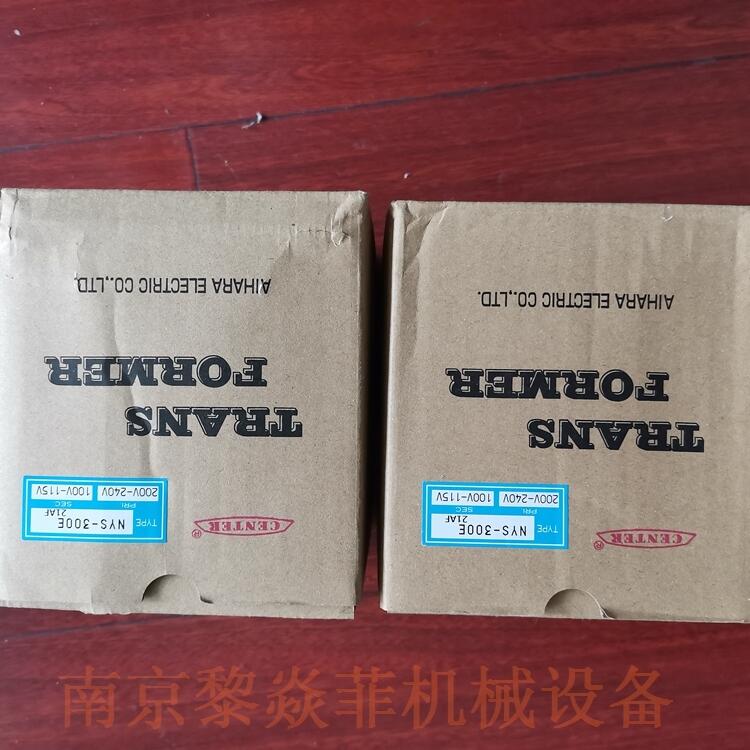 CENTER®
TYPE NYS-300E
21AF
PRI. SEC
200V-240V 100V-115V
TRANS
FORMER
AIHARA ELECTRIC CO.,LTD.
CENTER®
TYPE NYS-300E
21AF
PRI. SEC
200V-240V 100V-115V
TRANS
FORMER
AIHARA ELECTRIC CO.,LTD.
南京黎焱菲机械设备